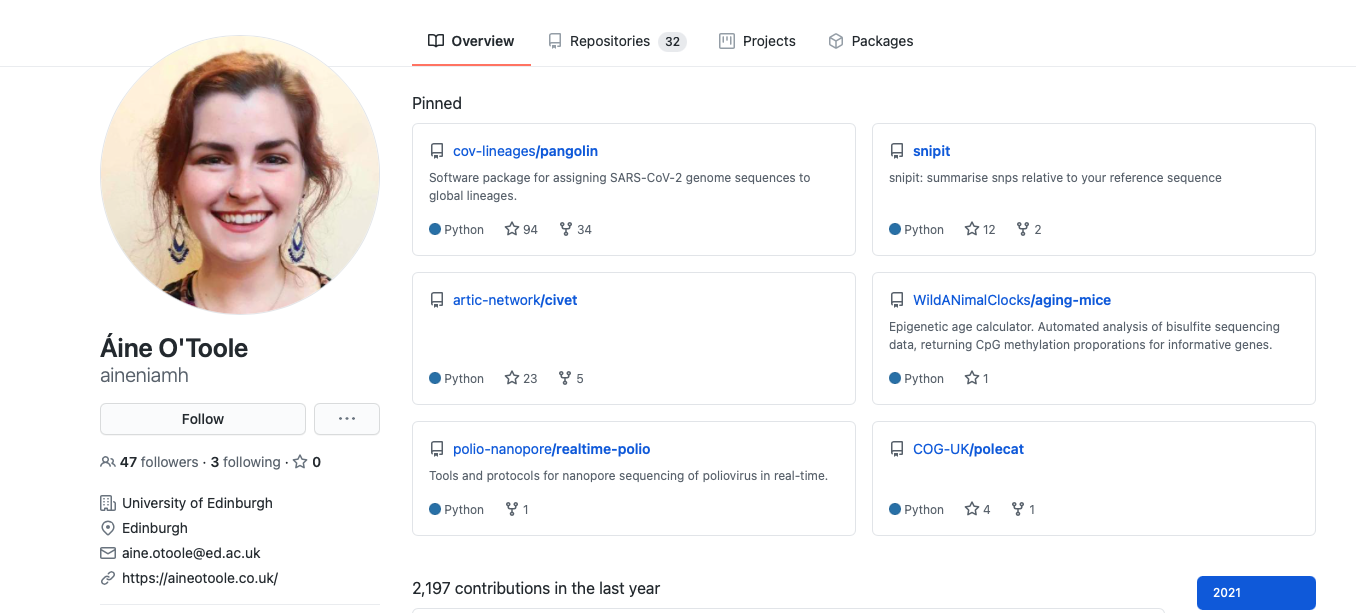 Overview
Repositories 32
Projects
Packages
Áine O'Toole
aineniamh
Follow
...
47 followers · 3 following · 0
University of Edinburgh
Edinburgh
aine.otoole@ed.ac.uk
https://aineotoole.co.uk/
Pinned
cov-lineages/pangolin
Software package for assigning SARS-CoV-2 genome sequences to
global lineages.
Python 94 34
snipit
snipit: summarise snps relative to your reference sequence
Python 12 2
artic-network/civet
Python 23 5
WildANimalClocks/aging-mice
Epigenetic age calculator. Automated analysis of bisulfite sequencing
data, returning CpG methylation proporations for informative genes.
Python 1
polio-nanopore/realtime-polio
Tools and protocols for nanopore sequencing of poliovirus in real-time.
Python 1
COG-UK/polecat
Python 4 1
2,197 contributions in the last year
2021